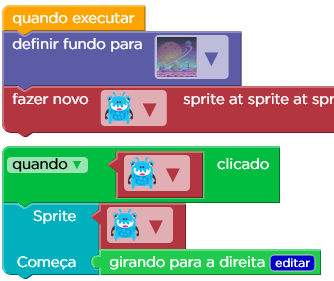 quando executar
definir fundo para
fazer novo sprite at sprite at spr
quando clicado
Sprite
Começa girando para a direita editar